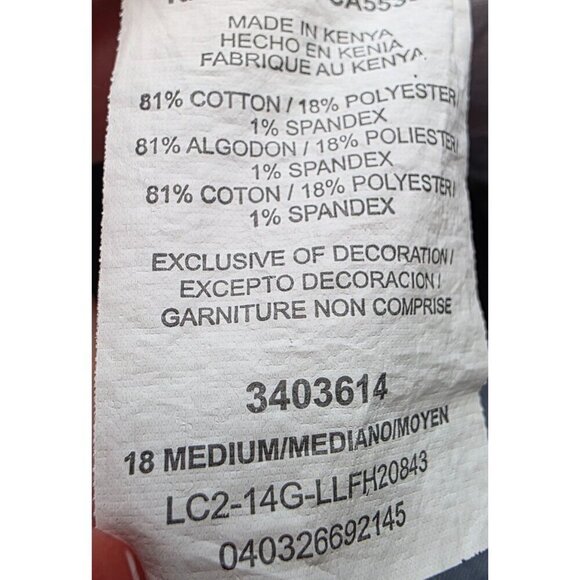 MADE IN KENYA
HECHO EN KENIA
FABRIQUE AU KENYA
81% COTTON / 18% POLYESTER/
1% SPANDEX
81% ALGODON / 18% POLIESTER/
1% SPANDEX
81% COTON / 18% POLYESTER/
1% SPANDEX
EXCLUSIVE OF DECORATION/
EXCEPTO DECORACION/
GARNITURE NON COMPRISE
3403614
18 MEDIUM/MEDIANO/MOYEN
LC2-14G-LLFH20843
040326692145